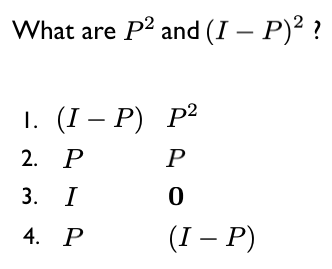 What are P² and (I − P)² ?
1. (I − P) P²
2. P P
3. I 0
4. P (I − P)